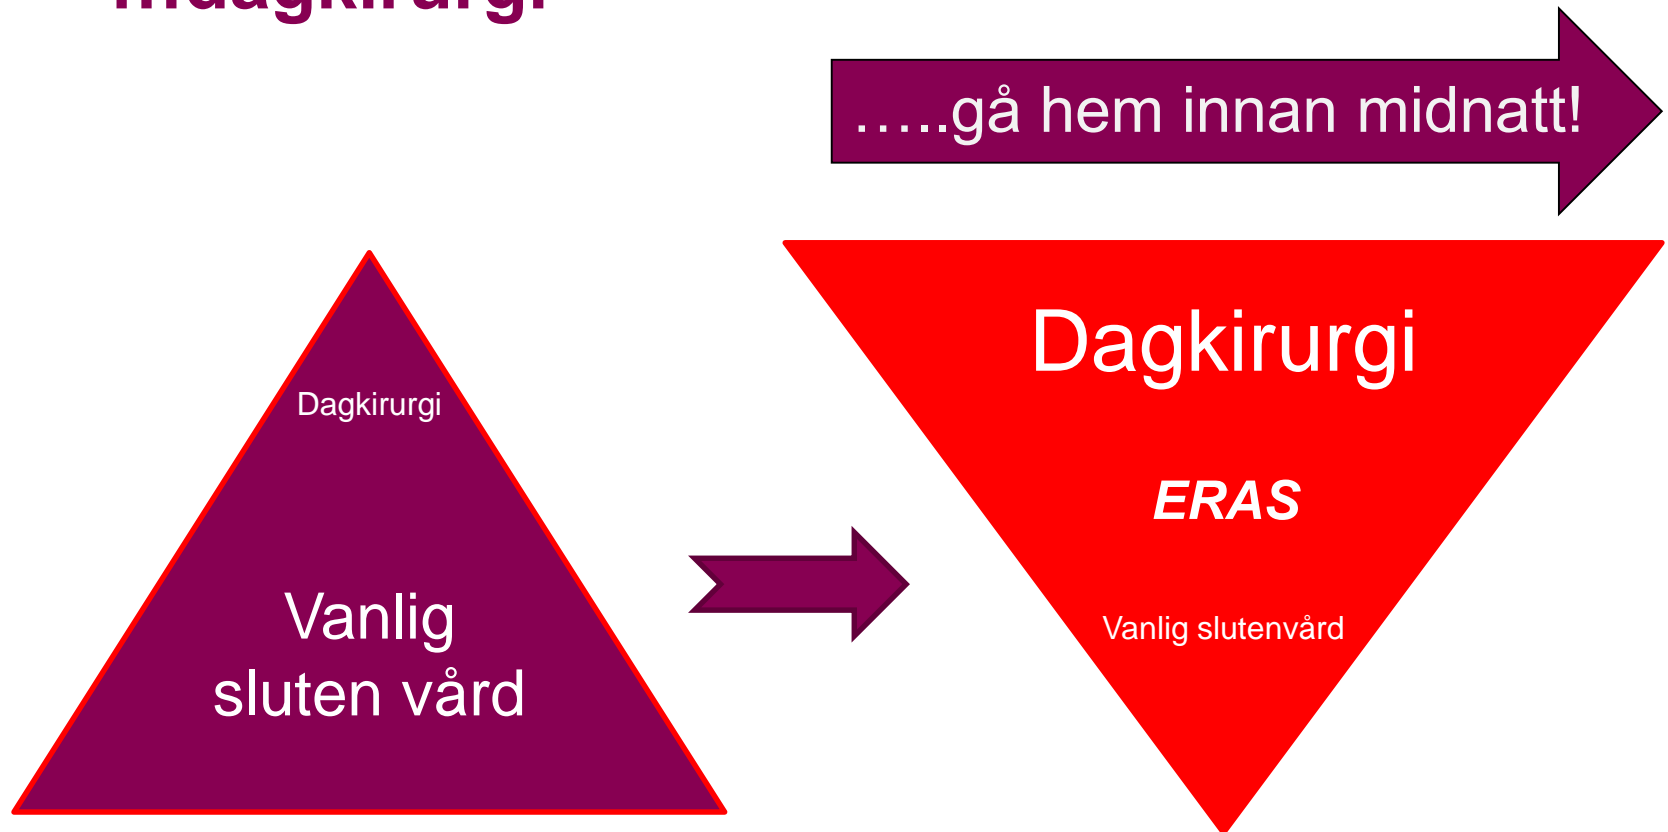 …..gå hem innan midnatt!
Dagkirurgi
Vanlig
sluten vård
Dagkirurgi
ERAS
Vanlig slutenvård